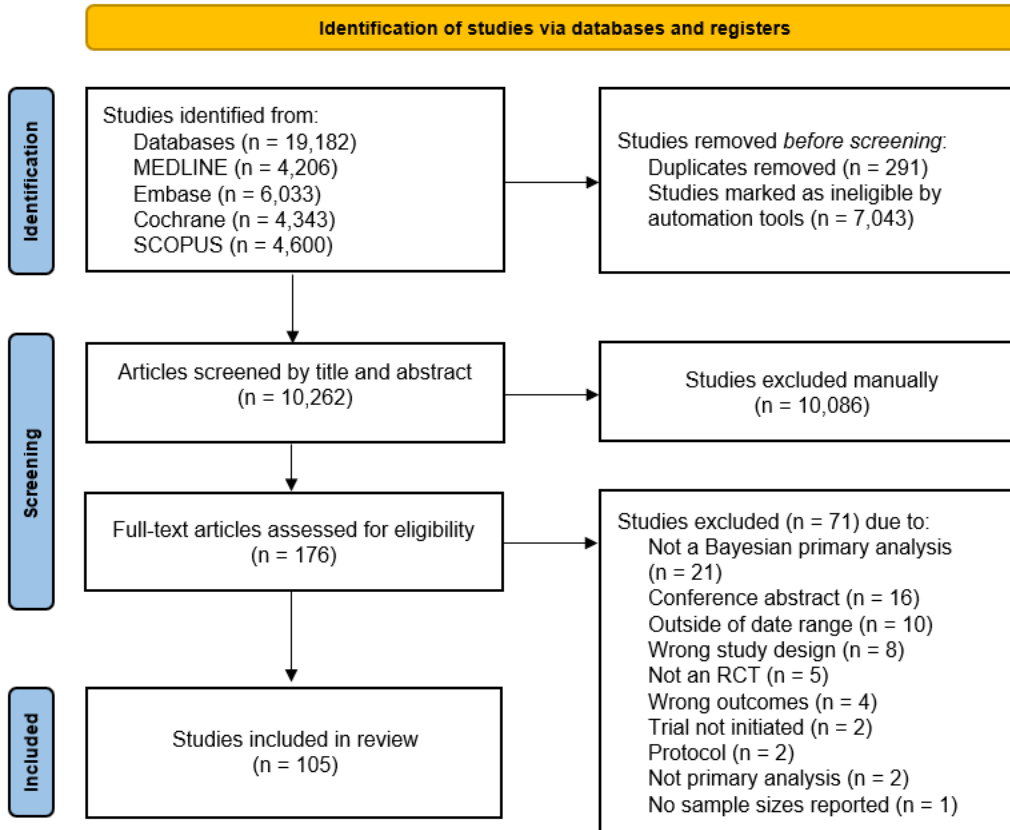 Identification of studies via databases and registers
Identification
Studies identified from:
Databases (n = 19,182)
MEDLINE (n = 4,206)
Embase (n = 6,033)
Cochrane (n = 4,343)
SCOPUS (n = 4,600)
Studies removed before screening:
Duplicates removed (n = 291)
Studies marked as ineligible by
automation tools (n = 7,043)
Screening
Articles screened by title and abstract
(n = 10,262)
Studies excluded manually
(n = 10,086)
Full-text articles assessed for eligibility
(n = 176)
Studies excluded (n = 71) due to:
Not a Bayesian primary analysis
(n = 21)
Conference abstract (n = 16)
Outside of date range (n = 10)
Wrong study design (n = 8)
Not an RCT (n = 5)
Wrong outcomes (n = 4)
Trial not initiated (n = 2)
Protocol (n = 2)
Not primary analysis (n = 2)
No sample sizes reported (n = 1)
Included
Studies included in review
(n = 105)